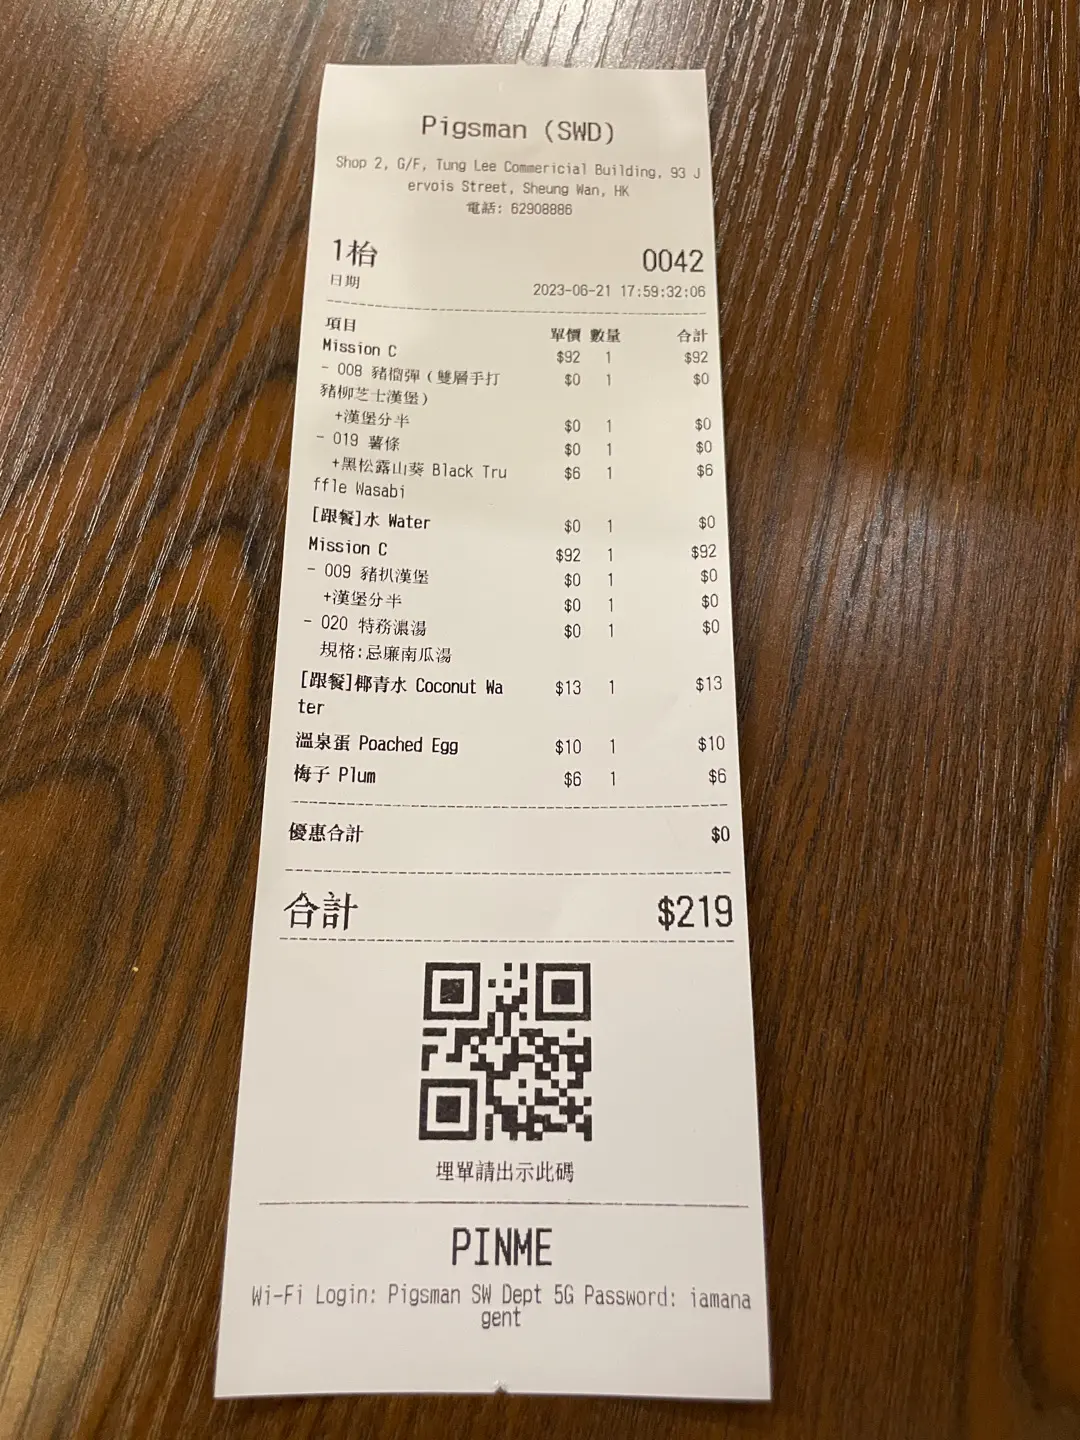 Pigsman (SWD)
Shop 2, G/F, Tung Lee Commericial Building, 93 J
ervois Street, Sheung Wan, HK
電話: 62908886
1枱 0042
日期 2023-06-21 17:59:32:06
項目 單價 數量 合計
Mission C $92 1 $92
- 008 豬榴彈 (雙層手打 $0 1 $0
豬柳芝士漢堡)
+漢堡分半 $0 1 $0
- 019 薯條 $0 1 $0
+黑松露山葵 Black Tru $6 1 $6
ffle Wasabi
[跟餐]水 Water $0 1 $0
Mission C $92 1 $92
- 009 豬扒漢堡 $0 1 $0
+漢堡分半 $0 1 $0
- 020 特務濃湯 $0 1 $0
規格:忌廉南瓜湯
[跟餐]椰青水 Coconut Wa $13 1 $13
ter
溫泉蛋 Poached Egg $10 1 $10
梅子 Plum $6 1 $6
優惠合計 $0
合計 $219
埋單請出示此碼
PINME
Wi-Fi Login: Pigsman SW Dept 5G Password: iamana
gent